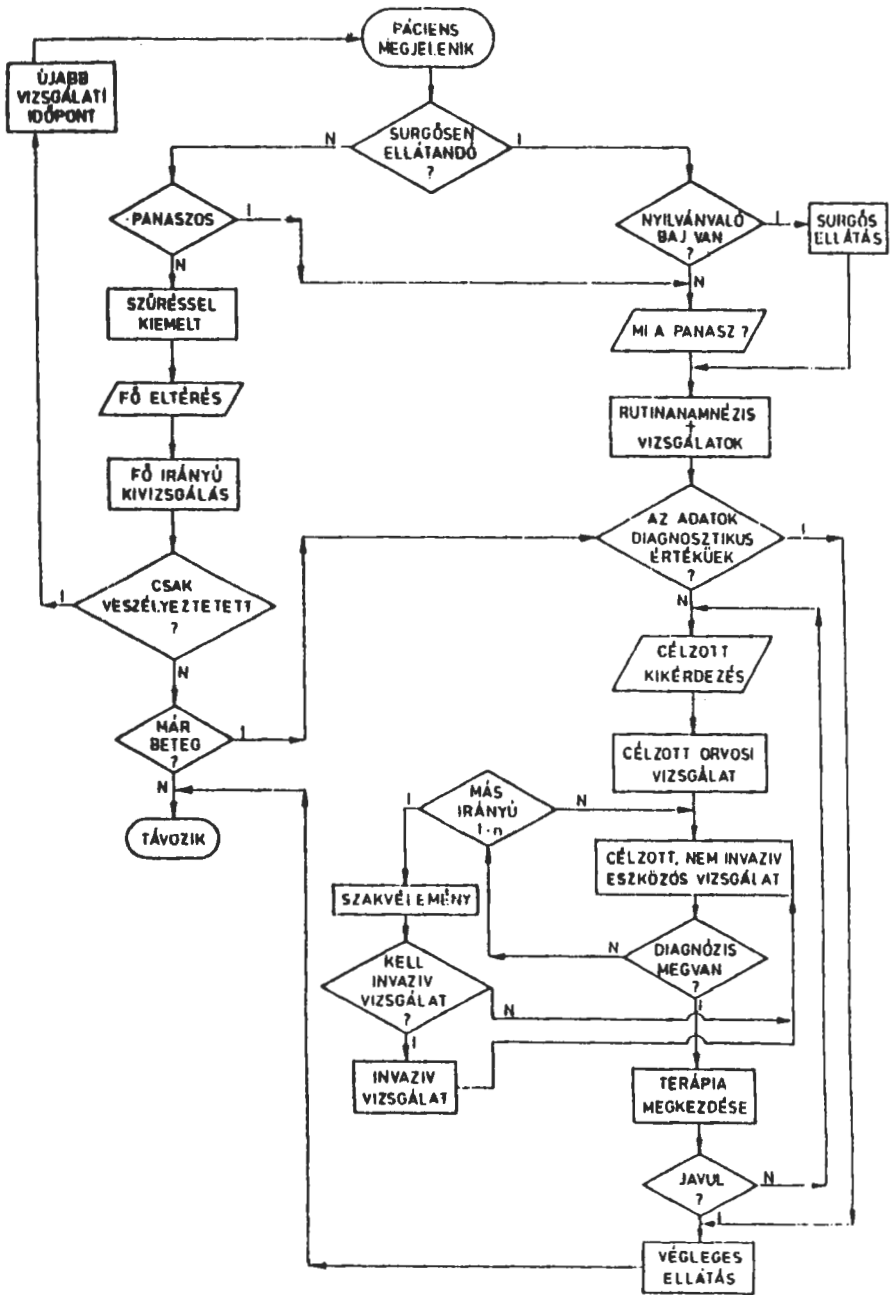 PÁCIENS
MEGJELENIK
ÚJABB
VIZSGÁLATI
IDŐPONT
SURGŐSEN
ELLÁTANDÓ
?
N
I
PANASZOS
I
N
NYILVÁNVALÓ
BAJ VAN
?
I
N
SURGŐS
ELLÁTÁS
SZŰRÉSSEL
KIEMELT
MI A PANASZ ?
FŐ ELTÉRÉS
RUTINANAMNÉZIS
+
VIZSGÁLATOK
FŐ IRÁNYÚ
KIVIZSGÁLÁS
AZ ADATOK
DIAGNOSZTIKUS
ÉRTÉKÜEK
?
I
N
CSAK
VESZÉLYEZTETETT
?
I
N
CÉLZOTT
KIKÉRDEZÉS
MÁR
BETEG
?
I
N
CÉLZOTT ORVOSI
VIZSGÁLAT
TÁVOZIK
MÁS
IRÁNYÚ
1-n
I
N
CÉLZOTT, NEM INVAZIV
ESZKÖZÖS VIZSGÁLAT
SZAKVÉLEMÉNY
DIAGNÓZIS
MEGVAN
?
N
I
KELL
INVAZIV
VIZSGÁLAT
?
N
I
INVAZIV
VIZSGÁLAT
TERÁPIA
MEGKEZDÉSE
JAVUL
?
N
I
VÉGLEGES
ELLÁTÁS